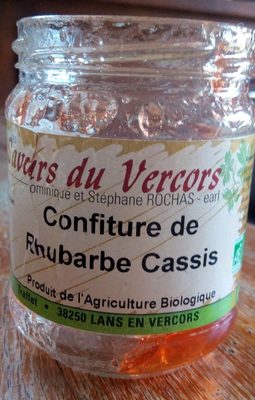 du Vercors
ominique et Stéphane ROCHAS - earl
Confiture de
Rhubarbe Cassis
Produit de l'Agriculture Biologique
38250 LANS EN VERCORS